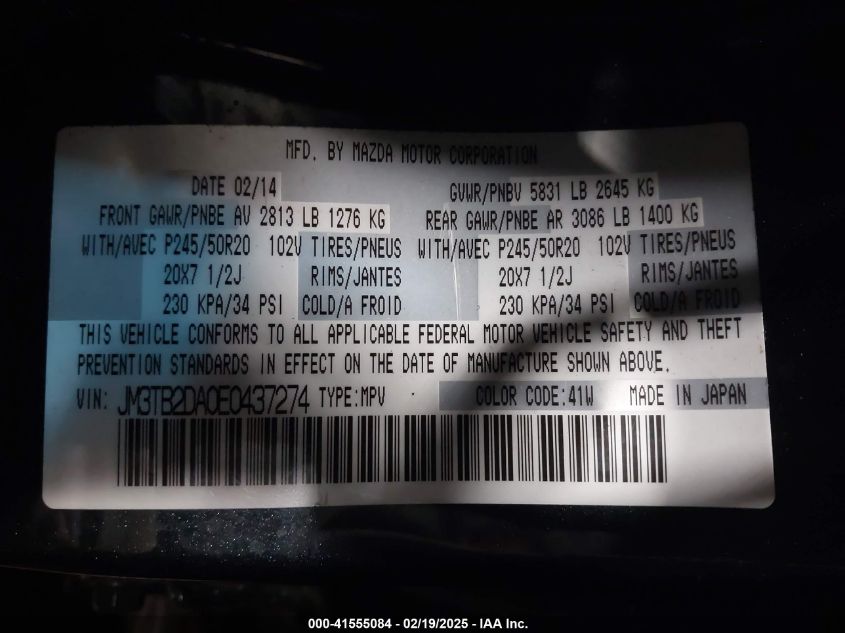 MFD. BY MAZDA MOTOR CORPORATION
DATE 02/14 GVWR/PNBV 5831 LB 2645 KG
FRONT GAWR/PNBE AV 2813 LB 1276 KG REAR GAWR/PNBE AR 3086 LB 1400 KG
WITH/AVEC P245/50R20 102V TIRES/PNEUS WITH/AVEC P245/50R20 102V TIRES/PNEUS
20X7 1/2J RIMS/JANTES 20X7 1/2J RIMS/JANTES
230 KPA/34 PSI COLD/A FROID 230 KPA/34 PSI COLD/A FROID
THIS VEHICLE CONFORMS TO ALL APPLICABLE FEDERAL MOTOR VEHICLE SAFETY AND THEFT
PREVENTION STANDARDS IN EFFECT ON THE DATE OF MANUFACTURE SHOWN ABOVE.
VIN: JM3TB2DA0E0437274 TYPE:MPV COLOR CODE:41W MADE IN JAPAN
000-41555084 - 02/19/2025 - IAA Inc.